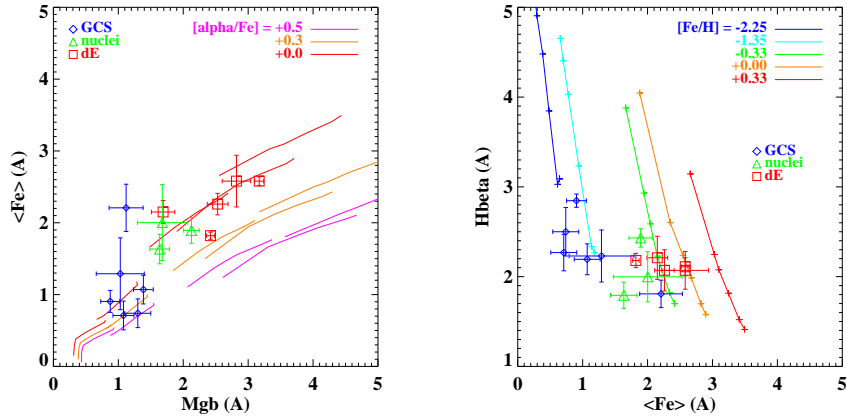 GCS
nuclei
dE
[alpha/Fe] = +0.5
+0.3
+0.0
5
4
3
2
1
0
<Fe> (A)
0 1 2 3 4 5
Mgb (A)
[Fe/H] = -2.25
-1.35
-0.33
+0.00
+0.33
GCS
nuclei
dE
5
4
3
2
1
Hbeta (A)
0 1 2 3 4 5
<Fe> (A)